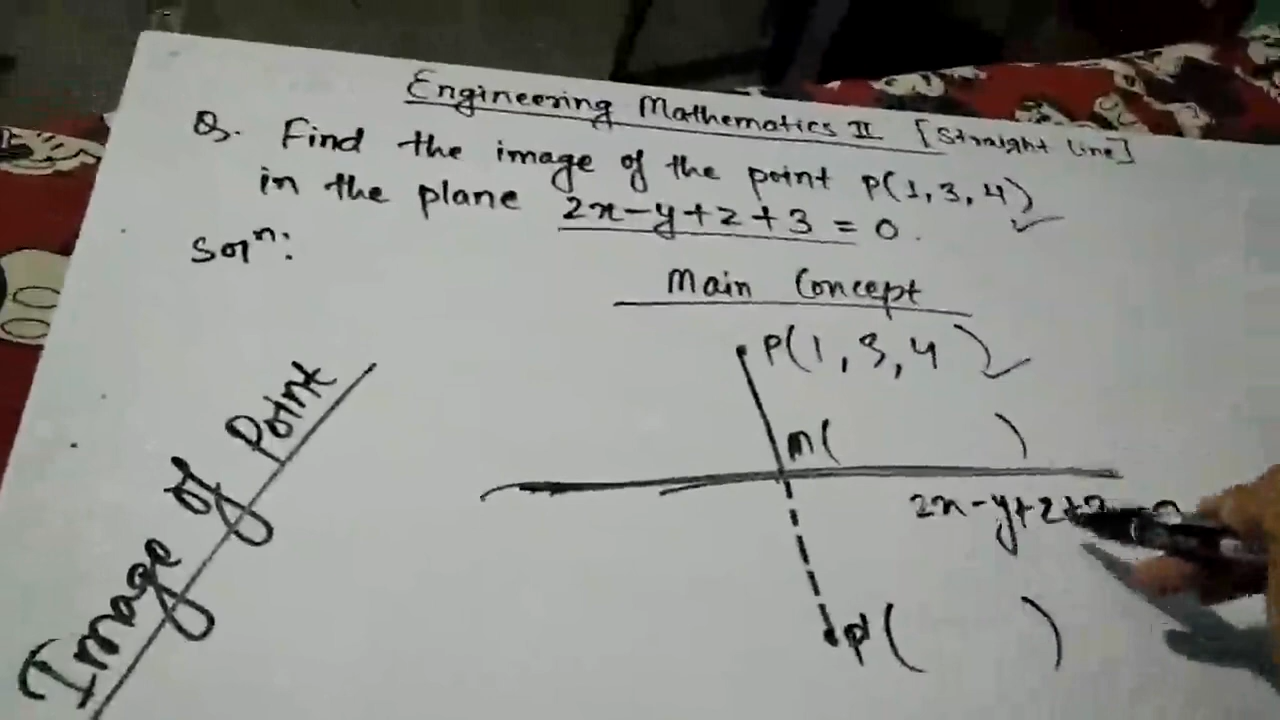 Engineering Mathematics II [Straight Line]
Q. Find the image of the point P(1,3,4)
in the plane 2x-y+z+3=0.
Solⁿ:
Main Concept
P(1,3,4)
M( )
2x-y+z+
P'( )
Image of Point